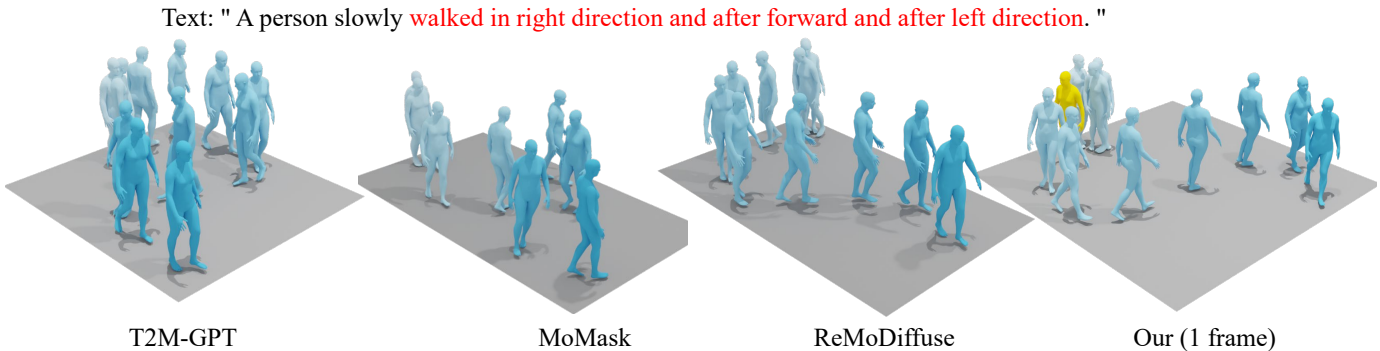 Text: " A person slowly walked in right direction and after forward and after left direction. "
T2M-GPT MoMask ReMoDiffuse Our (1 frame)